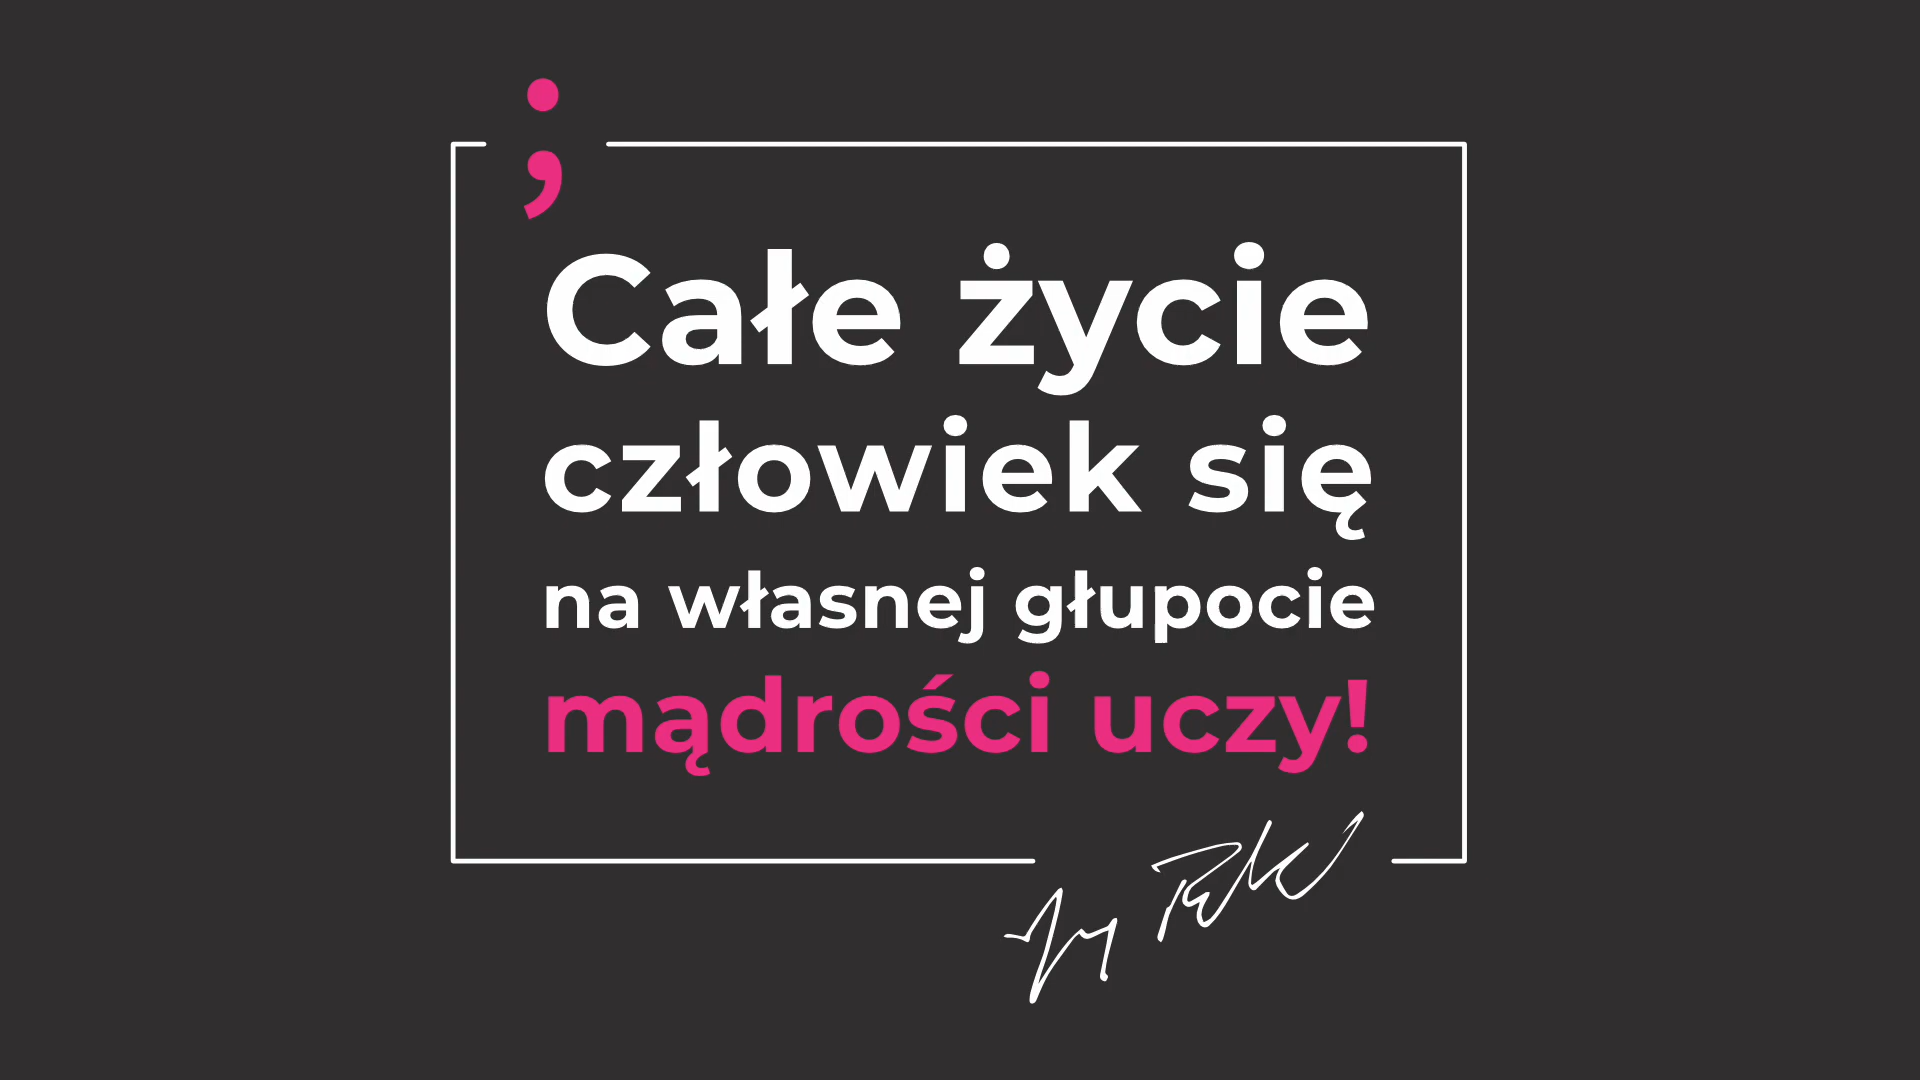 ;
Całe życie
człowiek się
na własnej głupocie
mądrości uczy!